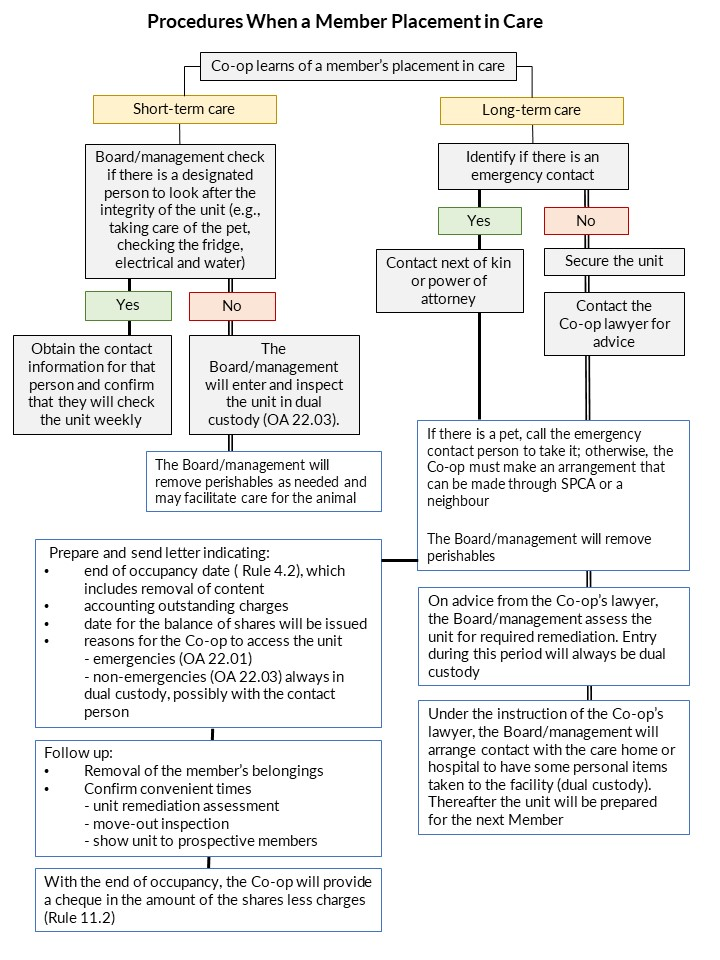 Procedures When a Member Placement in Care
Co-op learns of a member's placement in care
Short-term care
Board/management check
if there is a designated
person to look after the
integrity of the unit (e.g.,
taking care of the pet,
checking the fridge,
electrical and water)
Yes
No
Obtain the contact
information for that
person and confirm
that they will check
the unit weekly
The
Board/management
will enter and inspect
the unit in dual
custody (OA 22.03).
The Board/management will
remove perishables as needed and
may facilitate care for the animal
Long-term care
Identify if there is an
emergency contact
Yes
No
Contact next of kin
or power of
attorney
Secure the unit
Contact the
Co-op lawyer for
advice
If there is a pet, call the emergency
contact person to take it; otherwise, the
Co-op must make an arrangement that
can be made through SPCA or a
neighbour
The Board/management will remove
perishables
Prepare and send letter indicating:
• end of occupancy date ( Rule 4.2), which
includes removal of content
• accounting outstanding charges
• date for the balance of shares will be issued
• reasons for the Co-op to access the unit
- emergencies (OA 22.01)
- non-emergencies (OA 22.03) always in
dual custody, possibly with the contact
person
Follow up:
• Removal of the member's belongings
• Confirm convenient times
- unit remediation assessment
- move-out inspection
- show unit to prospective members
With the end of occupancy, the Co-op will provide
a cheque in the amount of the shares less charges
(Rule 11.2)
On advice from the Co-op's lawyer,
the Board/management assess the
unit for required remediation. Entry
during this period will always be dual
custody
Under the instruction of the Co-op's
lawyer, the Board/management will
arrange contact with the care home or
hospital to have some personal items
taken to the facility (dual custody).
Thereafter the unit will be prepared
for the next Member